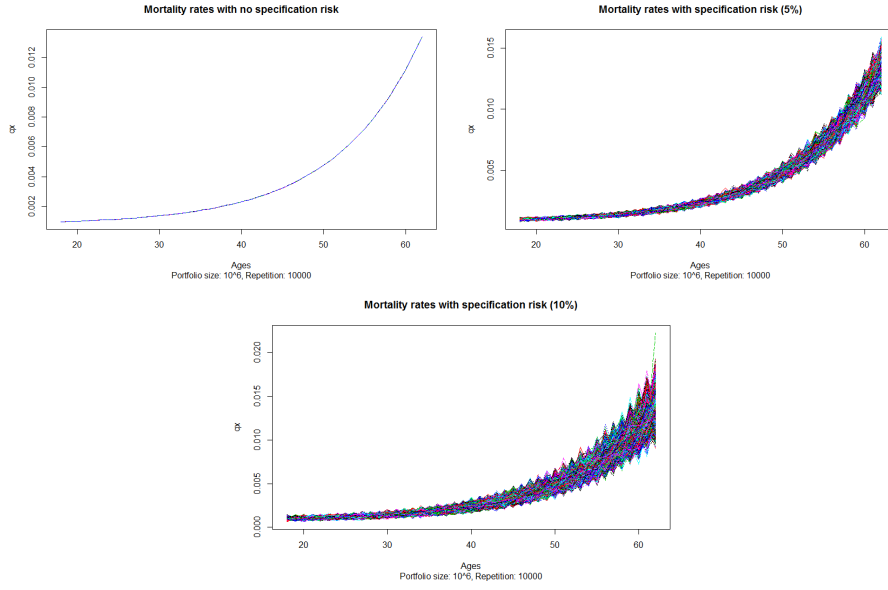 Mortality rates with no specification risk
qx
0.012
0.010
0.008
0.006
0.004
0.002
20
30
40
50
60
Ages
Portfolio size: 10^6, Repetition: 10000
Mortality rates with specification risk (5%)
qx
0.015
0.010
0.005
20
30
40
50
60
Ages
Portfolio size: 10^6, Repetition: 10000
Mortality rates with specification risk (10%)
qx
0.020
0.015
0.010
0.005
0.000
20
30
40
50
60
Ages
Portfolio size: 10^6, Repetition: 10000